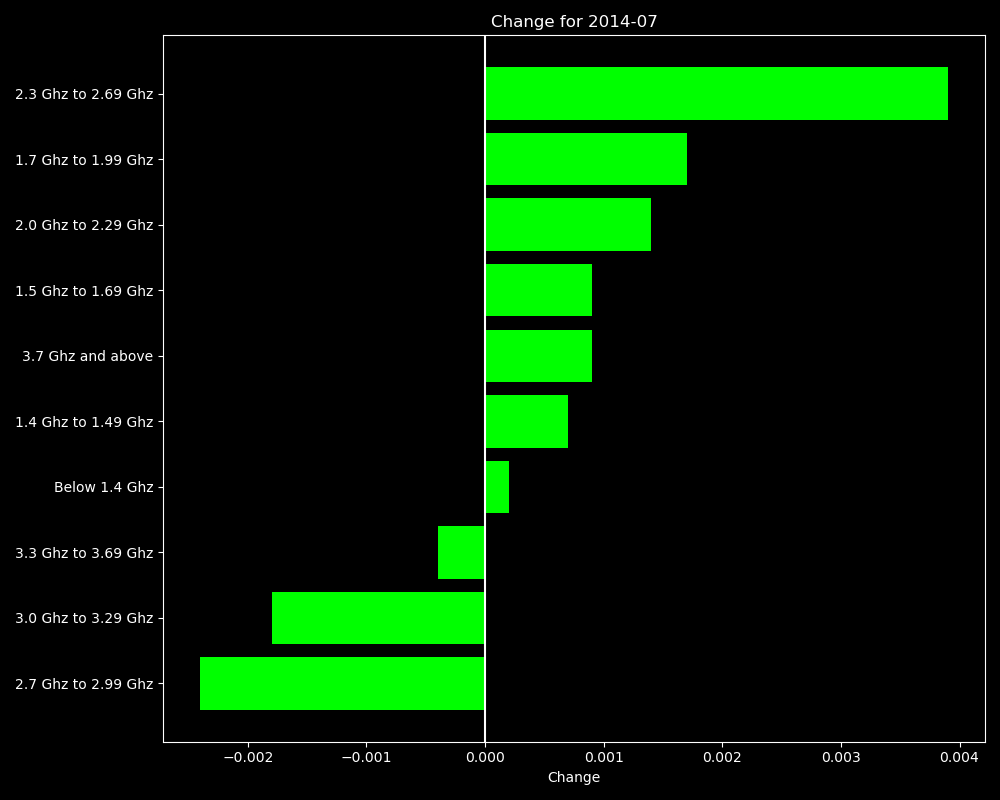 Change for 2014-07
2.3 Ghz to 2.69 Ghz
1.7 Ghz to 1.99 Ghz
2.0 Ghz to 2.29 Ghz
1.5 Ghz to 1.69 Ghz
3.7 Ghz and above
1.4 Ghz to 1.49 Ghz
Below 1.4 Ghz
3.3 Ghz to 3.69 Ghz
3.0 Ghz to 3.29 Ghz
2.7 Ghz to 2.99 Ghz
−0.002 −0.001 0.000 0.001 0.002 0.003 0.004
Change